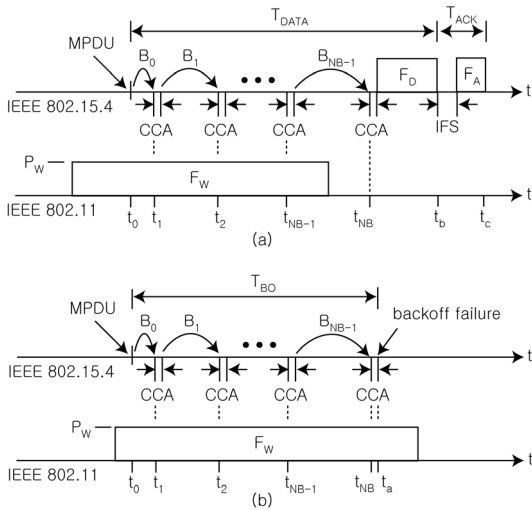 T_DATA T_ACK
MPDU B_0 B_1 B_NB-1
F_D F_A
IEEE 802.15.4 t
CCA CCA CCA CCA IFS
P_W F_W
IEEE 802.11 t
t_0 t_1 t_2 t_NB-1 t_NB t_b t_c
(a)
T_BO
MPDU B_0 B_1 B_NB-1 backoff failure
IEEE 802.15.4 t
CCA CCA CCA CCA
P_W F_W
IEEE 802.11 t
t_0 t_1 t_2 t_NB-1 t_NB t_a
(b)